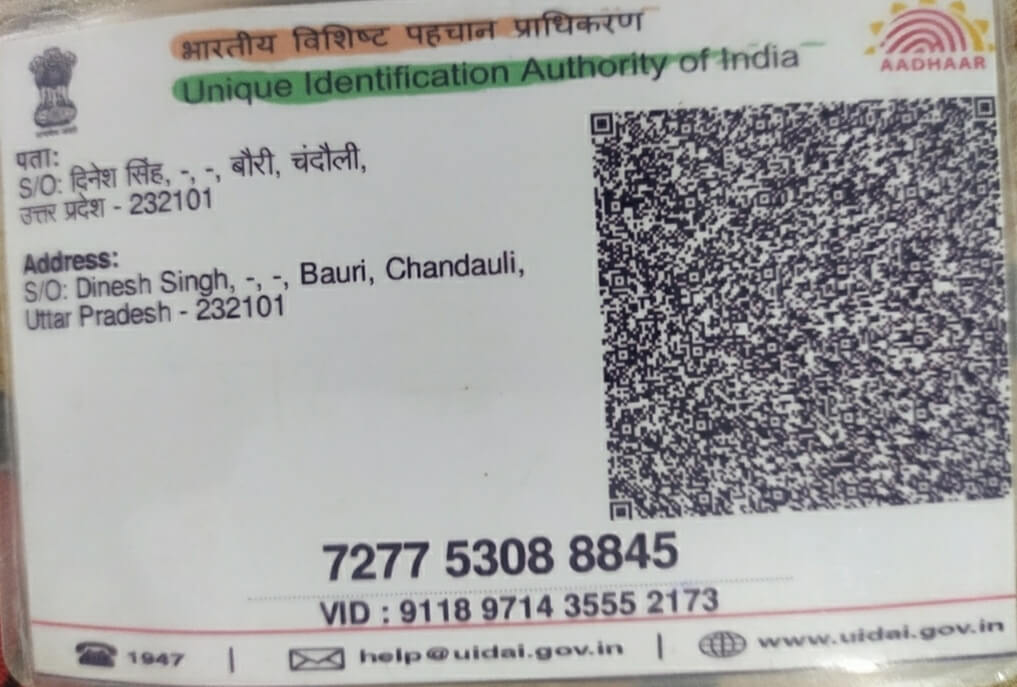 भारतीय विशिष्ट पहचान प्राधिकरण
Unique Identification Authority of India
AADHAAR
पता:
S/O: दिनेश सिंह, -, -, बौरी, चंदौली,
उत्तर प्रदेश - 232101
Address:
S/O: Dinesh Singh, -, -, Bauri, Chandauli,
Uttar Pradesh - 232101
7277 5308 8845
VID : 9118 9714 3555 2173
1947 | help@uidai.gov.in | www.uidai.gov.in